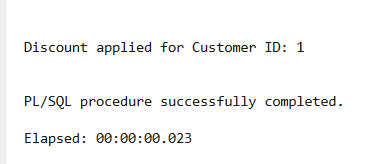 Discount applied for Customer ID: 1
PL/SQL procedure successfully completed.
Elapsed: 00:00:00.023